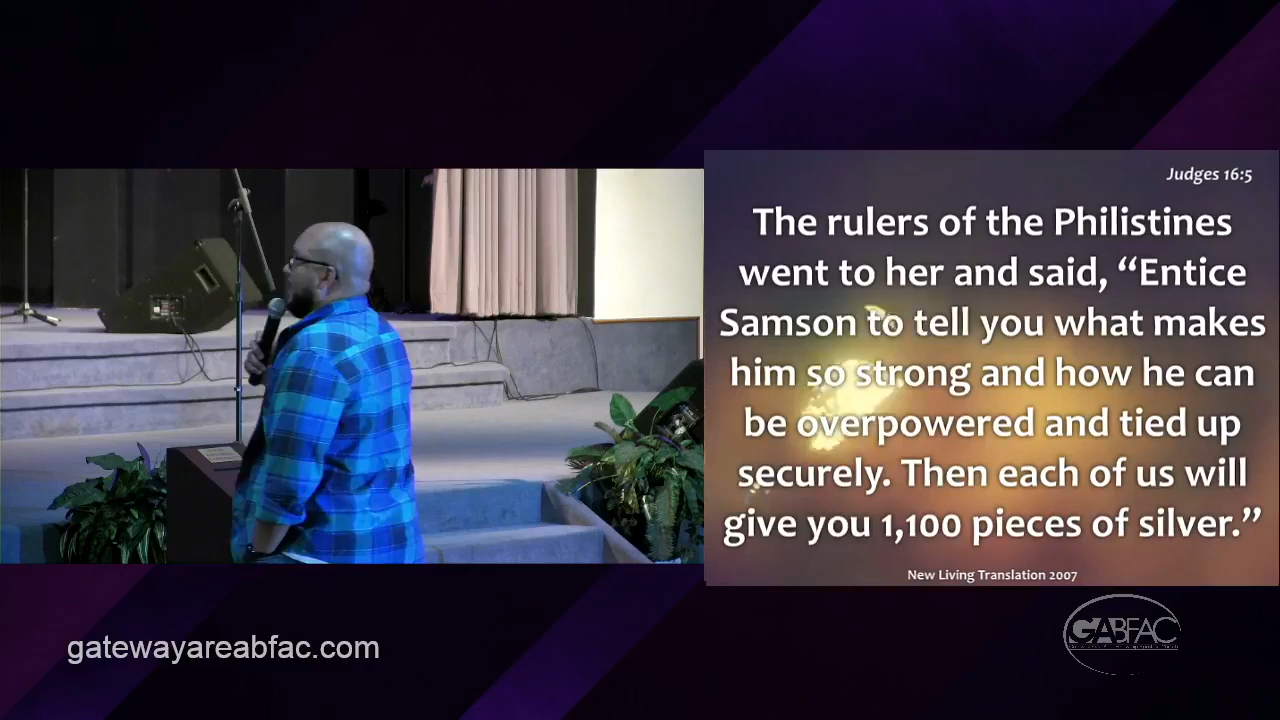 Judges 16:5
The rulers of the Philistines
went to her and said, “Entice
Samson to tell you what makes
him so strong and how he can
be overpowered and tied up
securely. Then each of us will
give you 1,100 pieces of silver.”
New Living Translation 2007
gatewayareabfac.com
GABFAC